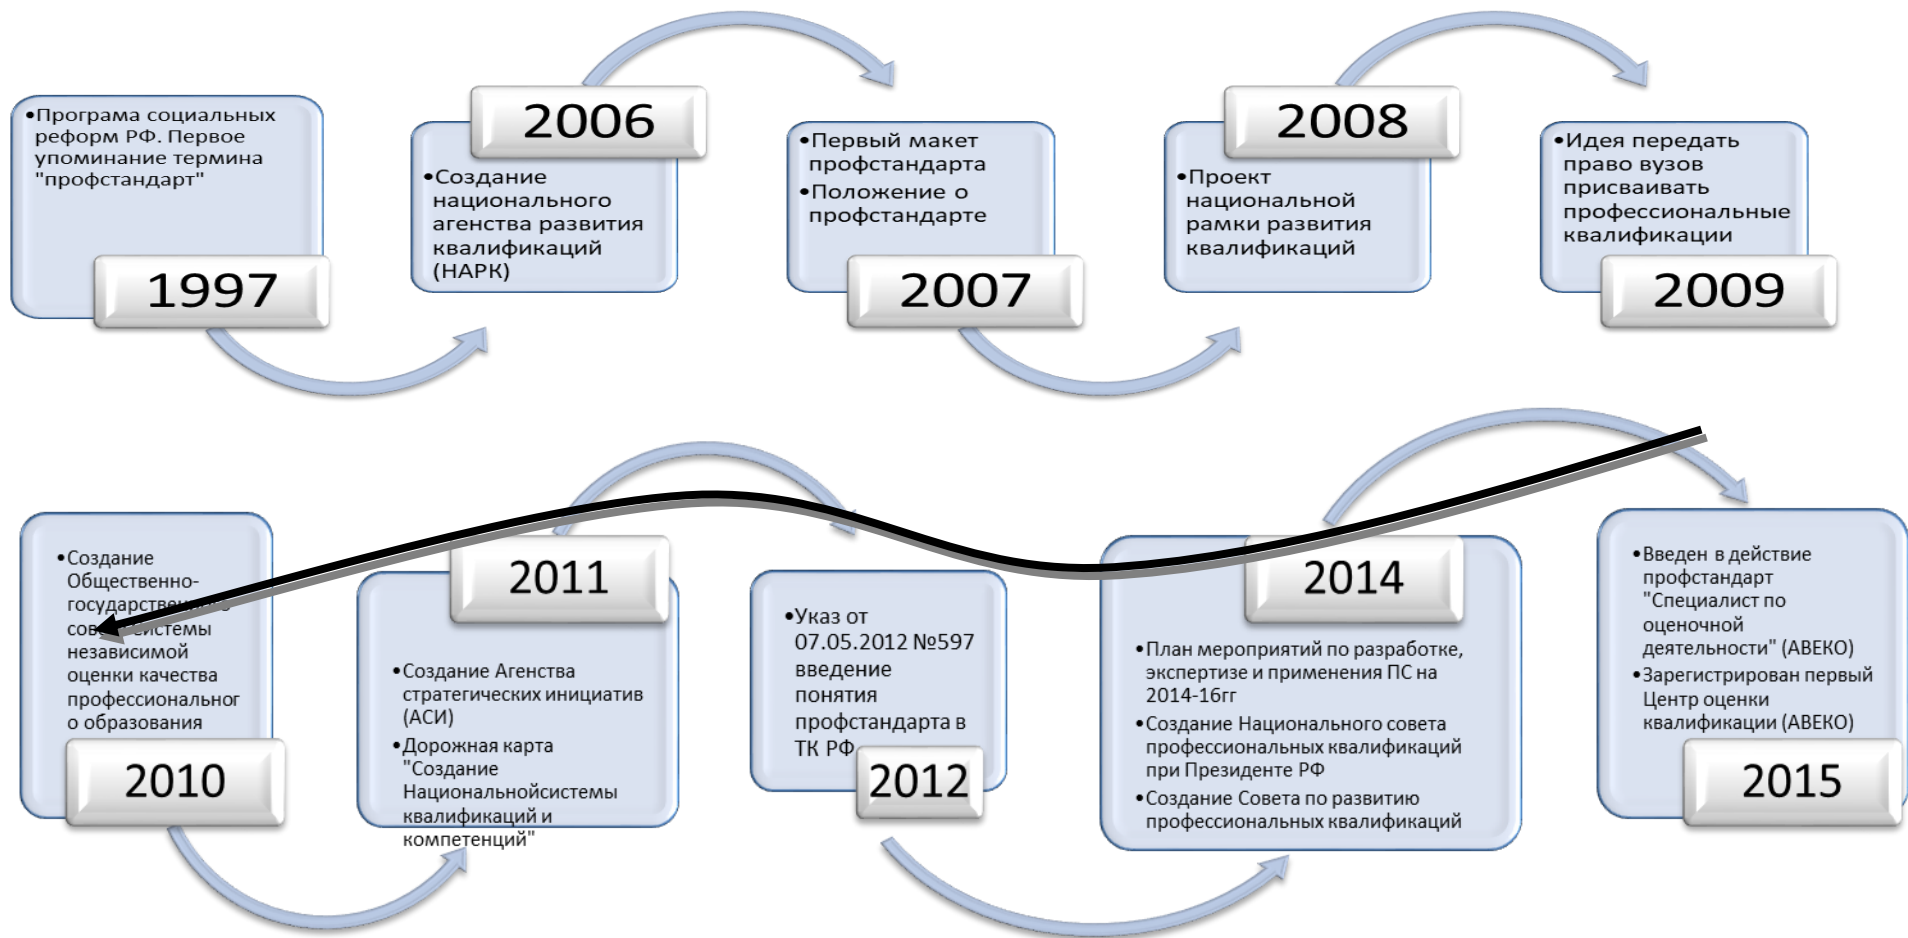 •Програма социальных
реформ РФ. Первое
упоминание термина
"профстандарт"
1997
2006
•Создание
национального
агенства развития
квалификаций
(НАРК)
•Первый макет
профстандарта
•Положение о
профстандарте
2007
2008
•Проект
национальной
рамки развития
квалификаций
•Идея передать
право вузов
присваивать
профессиональные
квалификации
2009
•Создание
Общественно-
государственного
системы
независимой
оценки качества
профессиональног
о образования
2010
2011
•Создание Агенства
стратегических инициатив
(АСИ)
•Дорожная карта
"Создание
Национальнойсистемы
квалификаций и
компетенций"
•Указ от
07.05.2012 №597
введение
понятия
профстандарта в
ТК РФ
2012
2014
•План мероприятий по разработке,
экспертизе и применения ПС на
2014-16гг
•Создание Национального совета
профессиональных квалификаций
при Президенте РФ
•Создание Совета по развитию
профессиональных квалификаций
•Введен в действие
профстандарт
"Специалист по
оценочной
деятельности" (АВЕКО)
•Зарегистрирован первый
Центр оценки
квалификации (АВЕКО)
2015